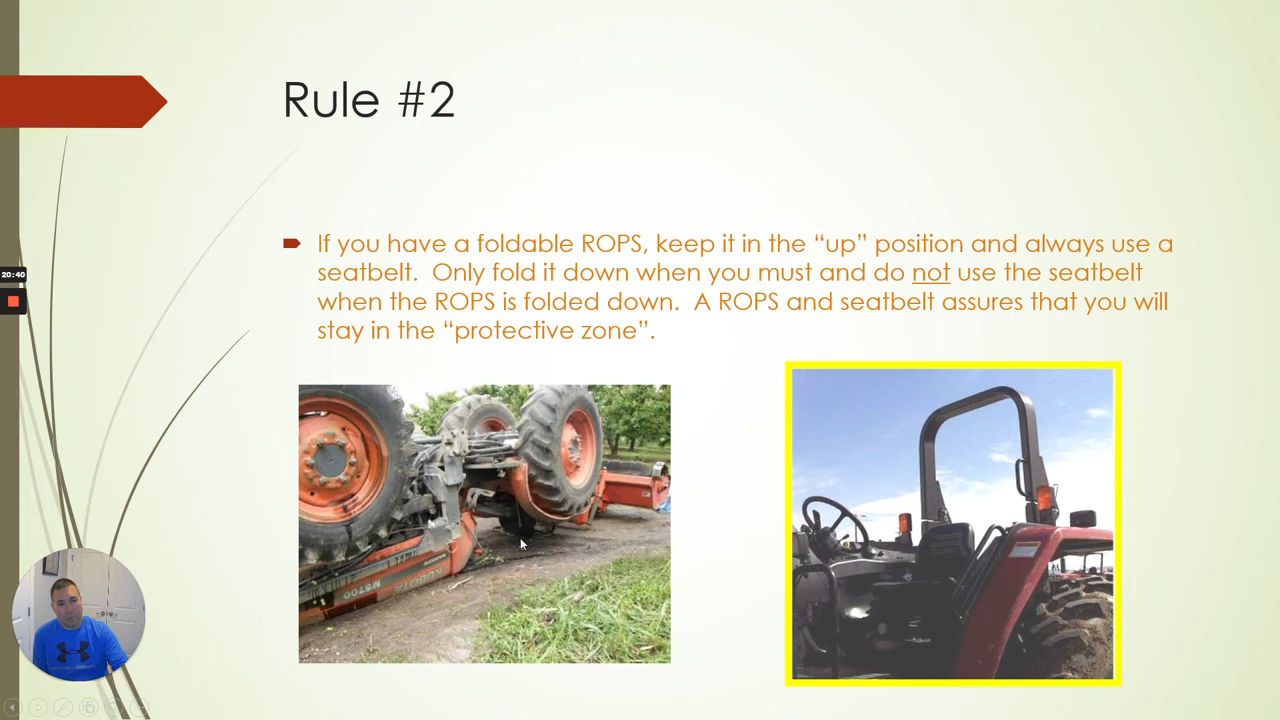 Rule #2
If you have a foldable ROPS, keep it in the “up” position and always use a
seatbelt.  Only fold it down when you must and do not use the seatbelt
when the ROPS is folded down.  A ROPS and seatbelt assures that you will
stay in the “protective zone”.
20:40
KUBOTA
M5700